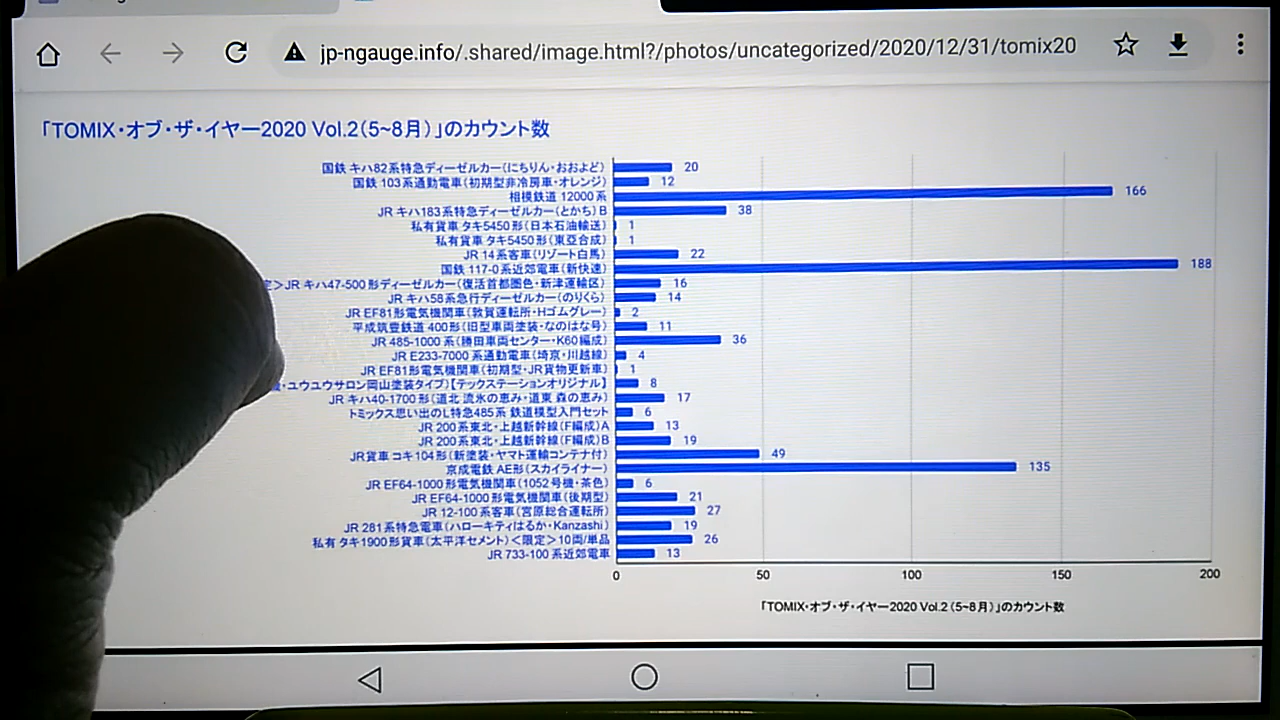 jp-ngauge.info/.shared/image.html?/photos/uncategorized/2020/12/31/tomix20
「TOMIX・オブ・ザ・イヤー2020 Vol.2（5~8月）」のカウント数
国鉄 キハ82系特急ディーゼルカー（にちりん・おおよど） 20
国鉄 103系通勤電車（初期型非冷房車・オレンジ） 12
相模鉄道 12000系 166
JR キハ183系特急ディーゼルカー（とかち）B 38
私有貨車 タキ5450形（日本石油輸送） 1
私有貨車 タキ5450形（東亞合成） 1
JR 14系客車（リゾート白馬） 22
国鉄 117-0系近郊電車（新快速） 188
＞JR キハ47-500形ディーゼルカー（復活首都圏色・新津運輸区） 16
JR キハ58系急行ディーゼルカー（のりくら） 14
JR EF81形電気機関車（敦賀運転所・Hゴムグレー） 2
平成筑豊鉄道 400形（旧型車両塗装・なのはな号） 11
JR 485-1000系（勝田車両センター・K60編成） 36
JR E233-7000系通勤電車（埼京・川越線） 4
JR EF81形電気機関車（初期型・JR貨物更新車） 1
・ユウユウサロン岡山塗装タイプ）【テックステーションオリジナル】 8
JR キハ40-1700形（道北 流氷の恵み・道東 森の恵み） 17
トミックス思い出のL特急485系 鉄道模型入門セット 6
JR 200系東北・上越新幹線（F編成）A 13
JR 200系東北・上越新幹線（F編成）B 19
JR貨車 コキ104形（新塗装・ヤマト運輸コンテナ付） 49
京成電鉄 AE形（スカイライナー） 135
JR EF64-1000形電気機関車（1052号機・茶色） 6
JR EF64-1000形電気機関車（後期型） 21
JR 12-100系客車（宮原総合運転所） 27
JR 281系特急電車（ハローキティはるか・Kanzashi） 19
私有 タキ1900形貨車（太平洋セメント）＜限定＞10両/単品 26
JR 733-100系近郊電車 13
0 50 100 150 200
「TOMIX・オブ・ザ・イヤー2020 Vol.2（5~8月）」のカウント数